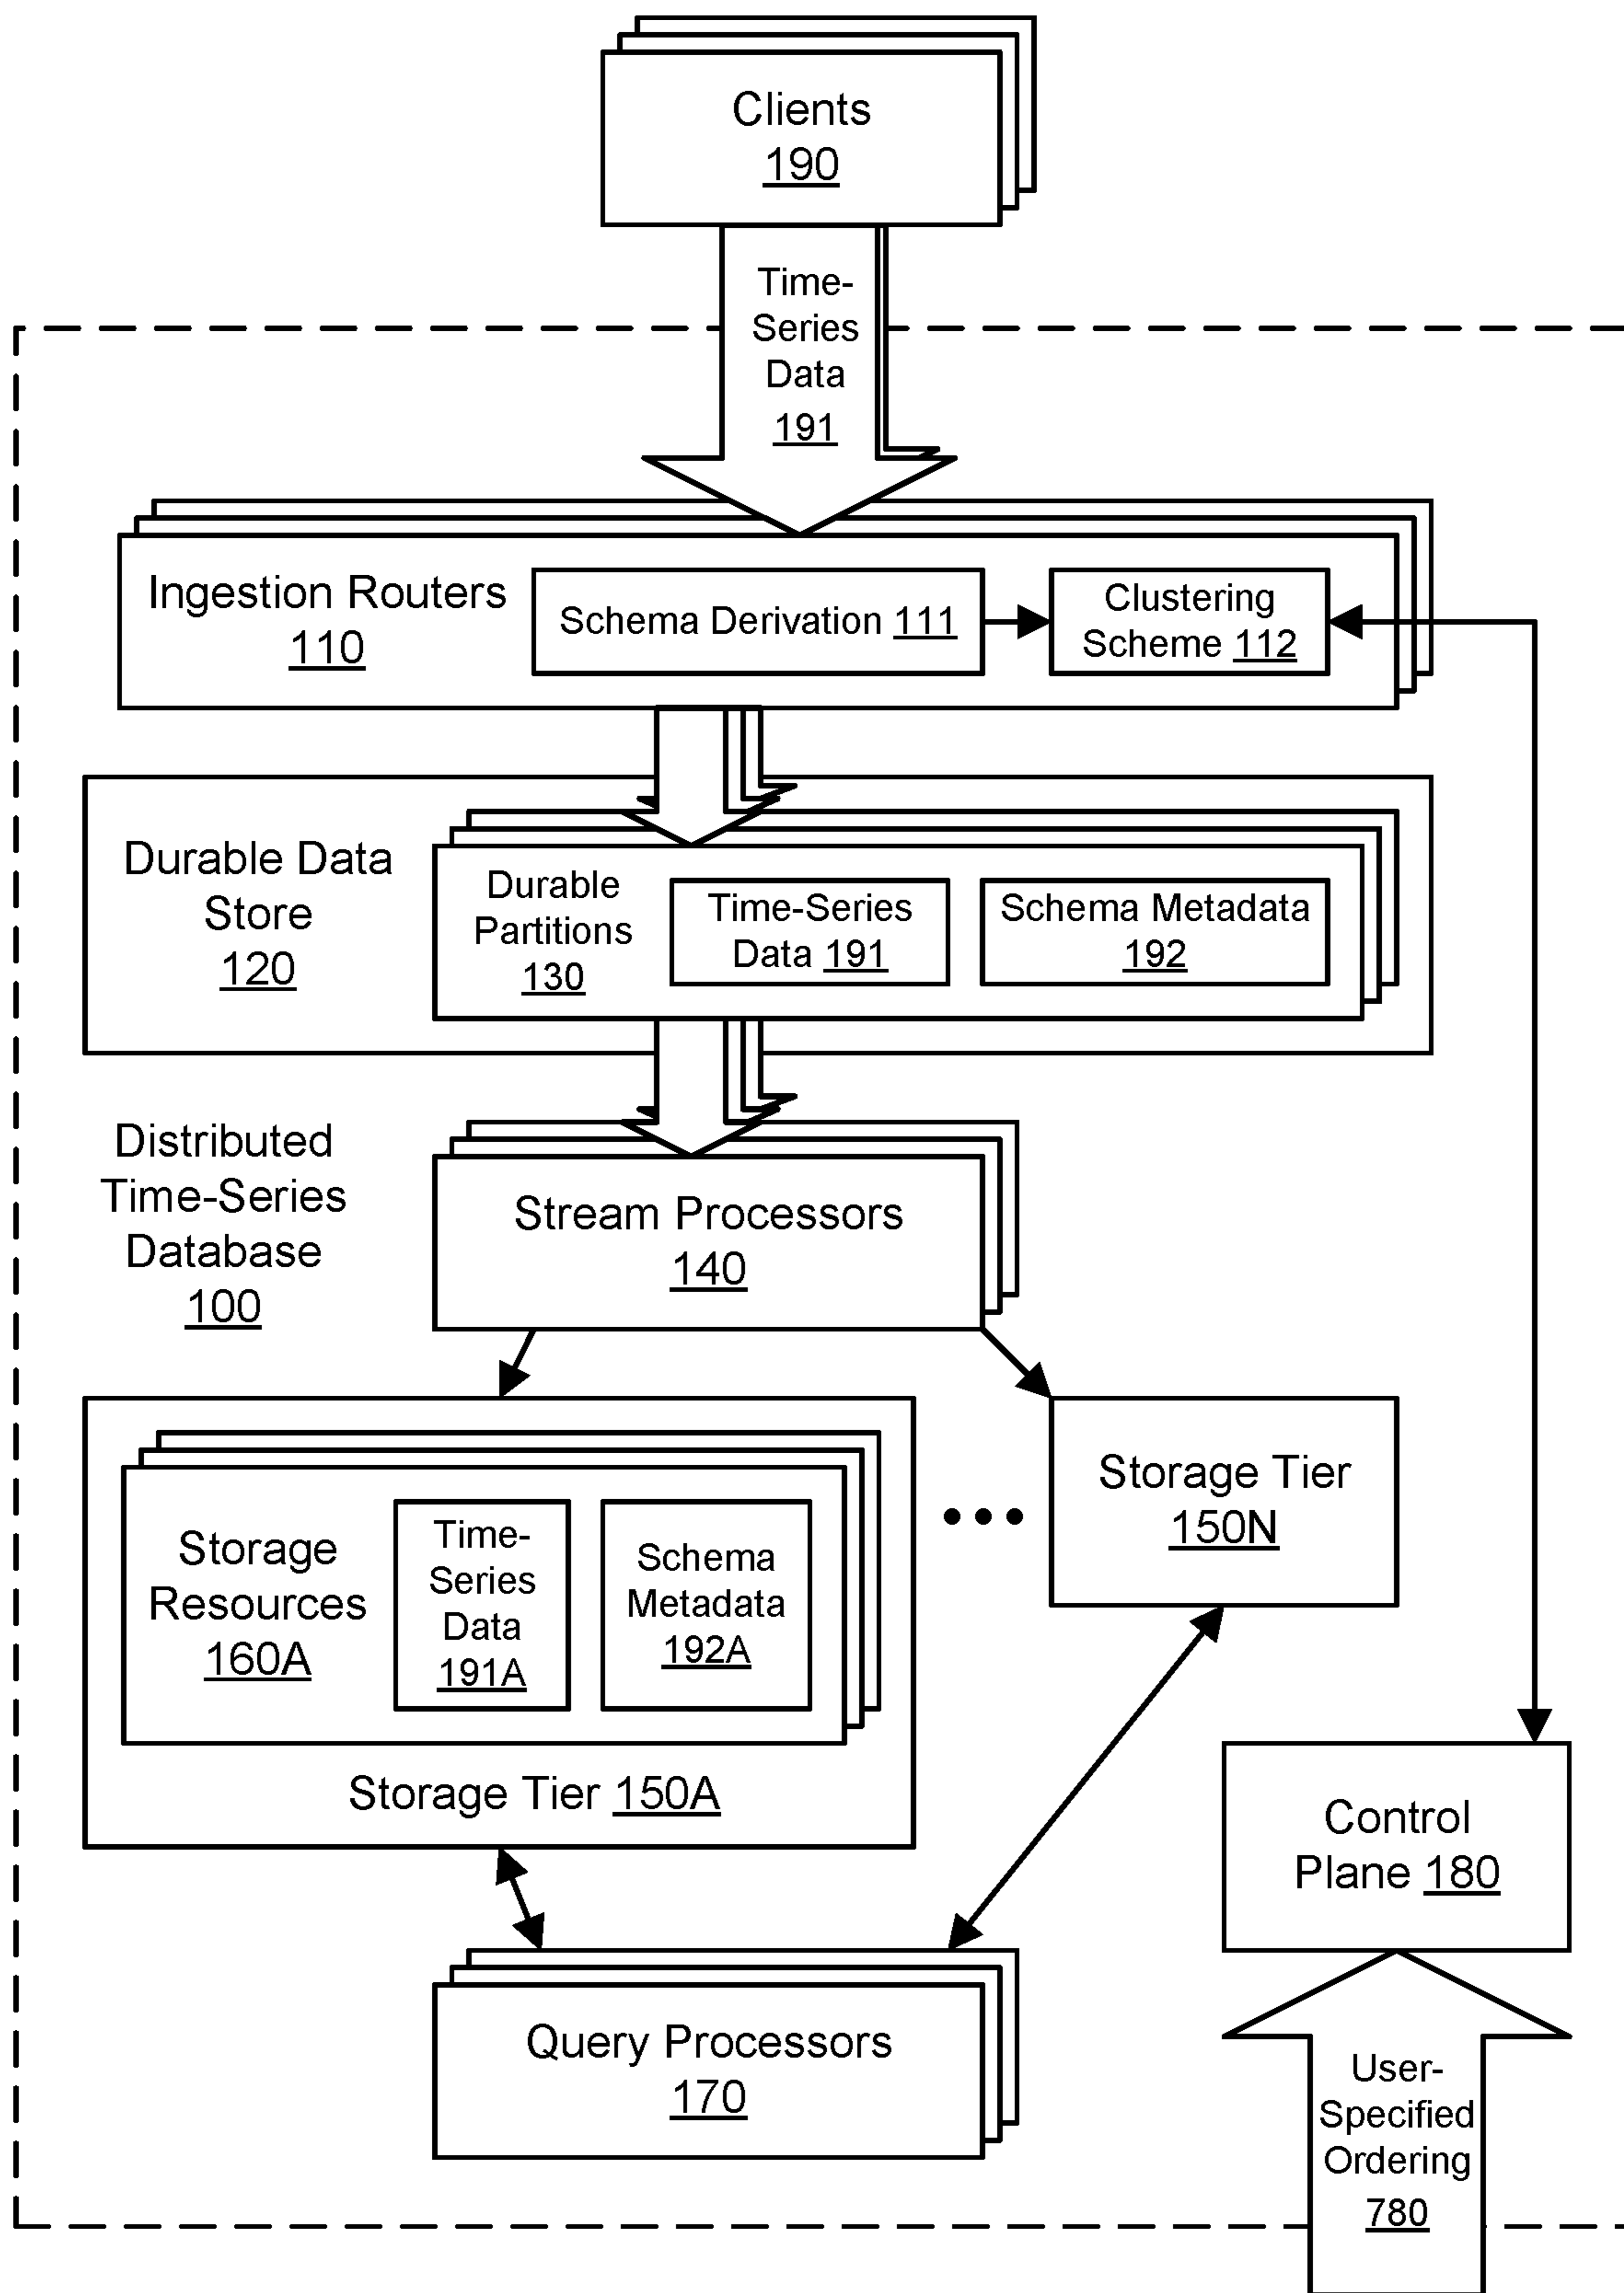 Clients
190
Time-
Series
Data
191
Ingestion Routers
110
Schema Derivation 111
Clustering
Scheme 112
Durable Data
Store
120
Durable
Partitions
130
Time-Series
Data 191
Schema Metadata
192
Distributed
Time-Series
Database
100
Stream Processors
140
Storage
Resources
160A
Time-
Series
Data
191A
Schema
Metadata
192A
Storage Tier 150A
Storage Tier
150N
Control
Plane 180
Query Processors
170
User-
Specified
Ordering
780